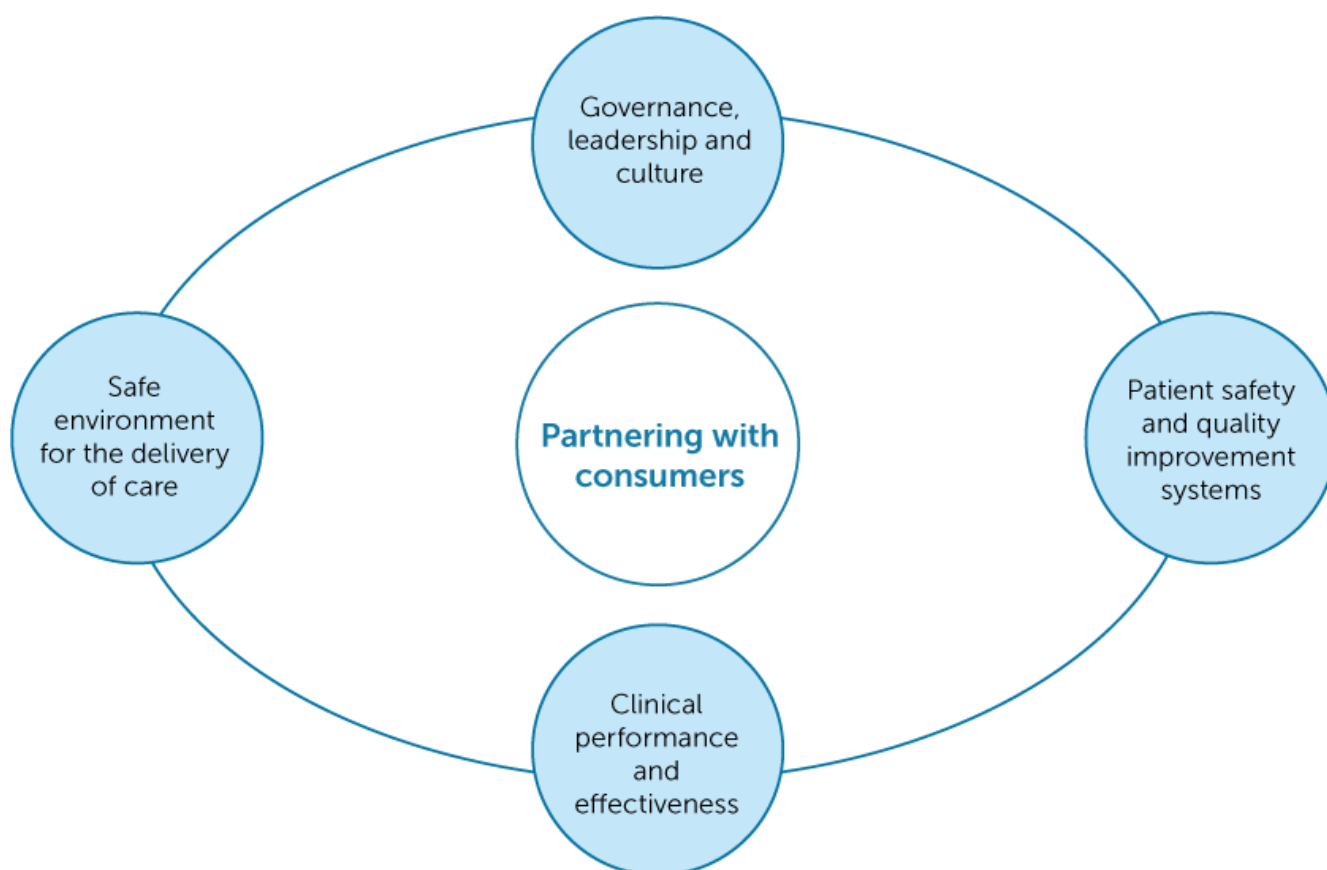 Governance,
leadership and
culture
Safe
environment
for the delivery
of care
Partnering with
consumers
Patient safety
and quality
improvement
systems
Clinical
performance
and
effectiveness